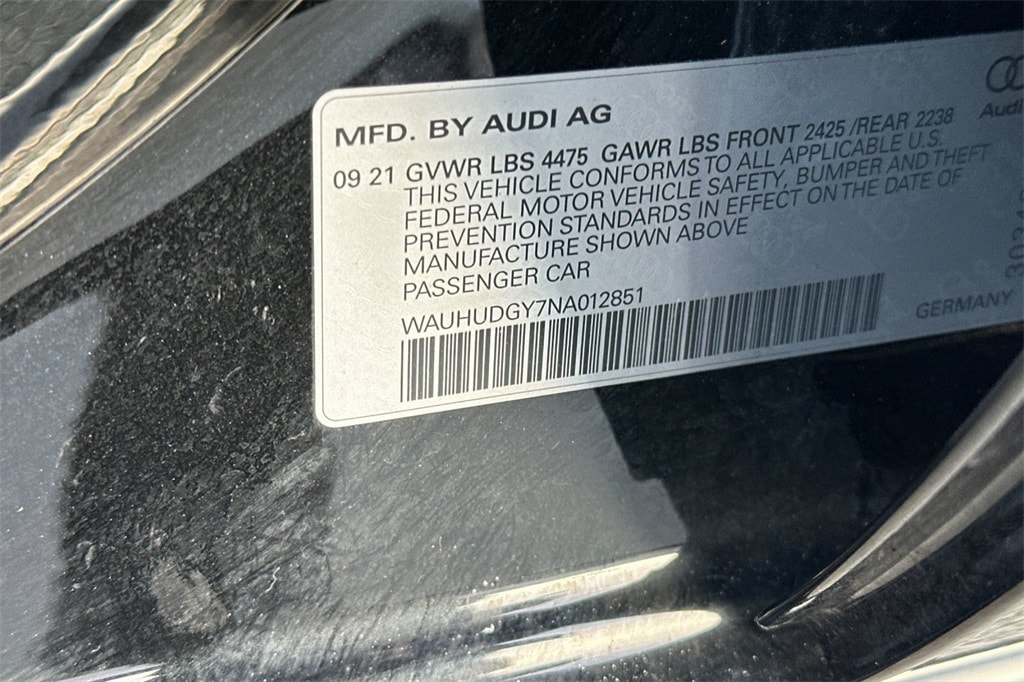 MFD. BY AUDI AG
Audi
09 21 GVWR LBS 4475 GAWR LBS FRONT 2425 /REAR 2238
THIS VEHICLE CONFORMS TO ALL APPLICABLE U.S.
FEDERAL MOTOR VEHICLE SAFETY, BUMPER AND THEFT
PREVENTION STANDARDS IN EFFECT ON THE DATE OF
MANUFACTURE SHOWN ABOVE
PASSENGER CAR
WAUHUDGY7NA012851
GERMANY